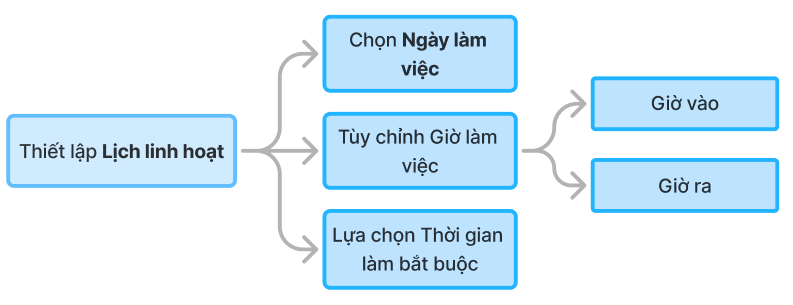 Chọn Ngày làm
việc
Thiết lập Lịch linh hoạt
Tùy chỉnh Giờ làm
việc
Giờ vào
Giờ ra
Lựa chọn Thời gian
làm bắt buộc